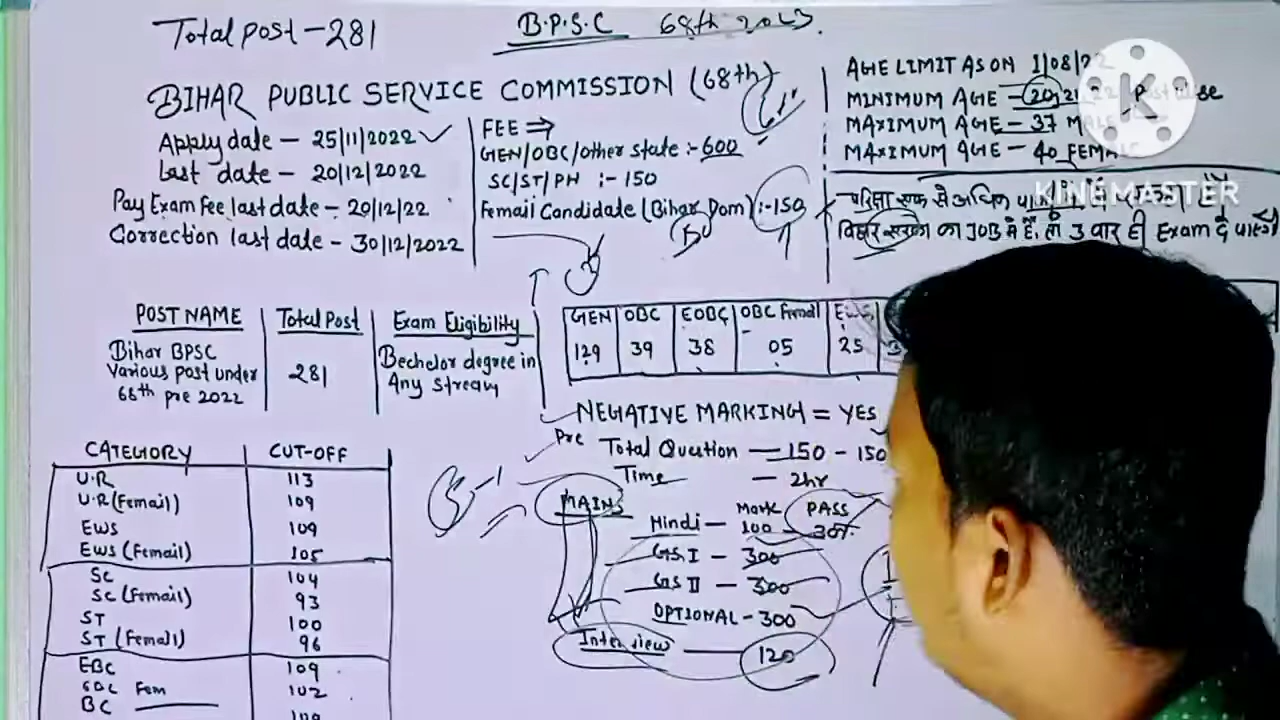 Total post - 281
B.P.S.C 68th 2023
BIHAR PUBLIC SERVICE COMMISSION (68th)
Apply date - 25/11/2022
Last date - 20/12/2022
Pay Exam Fee last date - 20/12/22
Correction last date - 30/12/2022
FEE ⇒
GEN/OBC/Other state :- 600
SC/ST/PH :- 150
Femail Candidate (Bihar Dom) :- 150
AGE LIMIT AS ON 1/08/22
MINIMUM AGE - 20, 21, 22
MAXIMUM AGE - 37 MALE
MAXIMUM AGE - 40 FEMALE
KINEMASTER
से अधिक
बिहार सरकार का JOB में है, तो 3 बार ही Exam दे
POST NAME Total Post Exam Eligibility
Bihar BPSC Various post under 68th pre 2022 281 Bechelor degree in Any stream
GEN OBC EOBC OBC Femail EWS
129 39 38 05 25
NEGATIVE MARKING = YES
Pre
Total Question - 150 - 150
Time - 2hr
MAINS
Mark PASS
Hindi - 100 - 30%
GS I - 300
GS II - 300
OPTIONAL - 300
Interview 120
CATEGORY CUT-OFF
U.R 113
U.R (Femail) 109
EWS 109
EWS (Femail) 105
SC 104
SC (Femail) 93
ST 100
ST (Femail) 96
EBC 109
Fem 102
BC 109